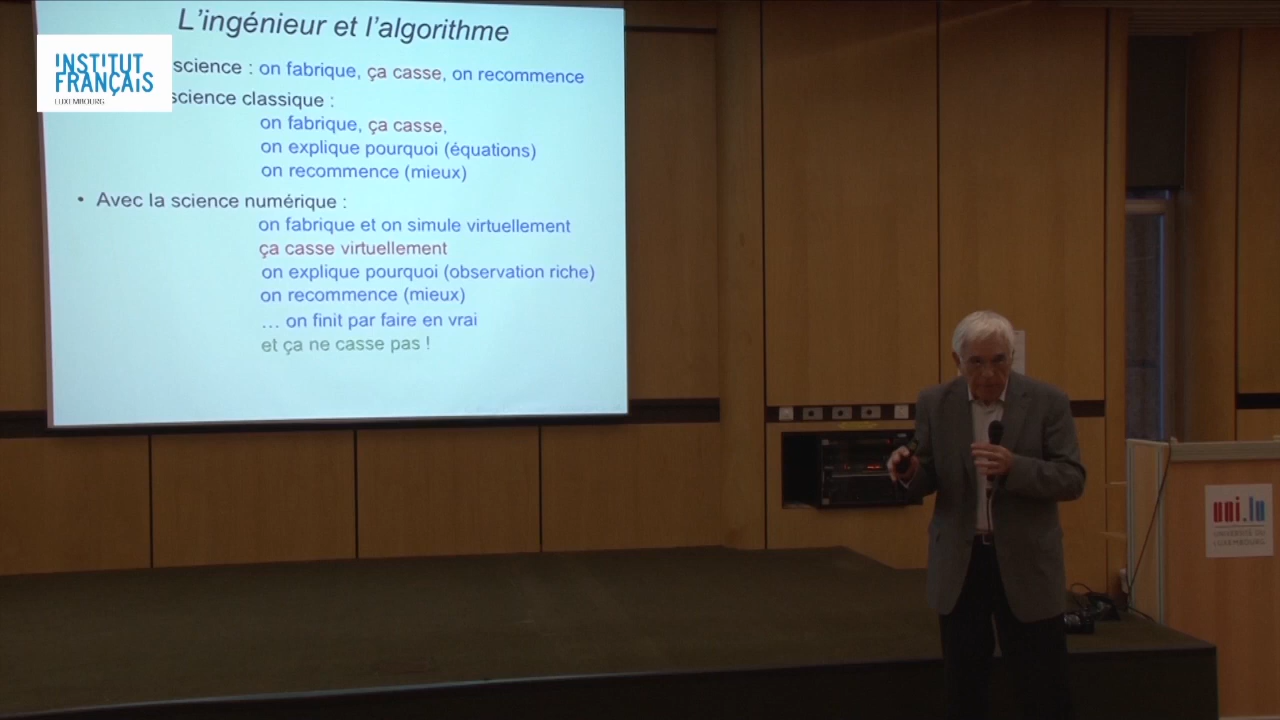 L'ingénieur et l'algorithme
INSTITUT
FRANÇAIS
LUXEMBOURG
science : on fabrique, ça casse, on recommence
science classique :
on fabrique, ça casse,
on explique pourquoi (équations)
on recommence (mieux)
• Avec la science numérique :
on fabrique et on simule virtuellement
ça casse virtuellement
on explique pourquoi (observation riche)
on recommence (mieux)
… on finit par faire en vrai
et ça ne casse pas !
uni.lu
UNIVERSITÉ DU
LUXEMBOURG